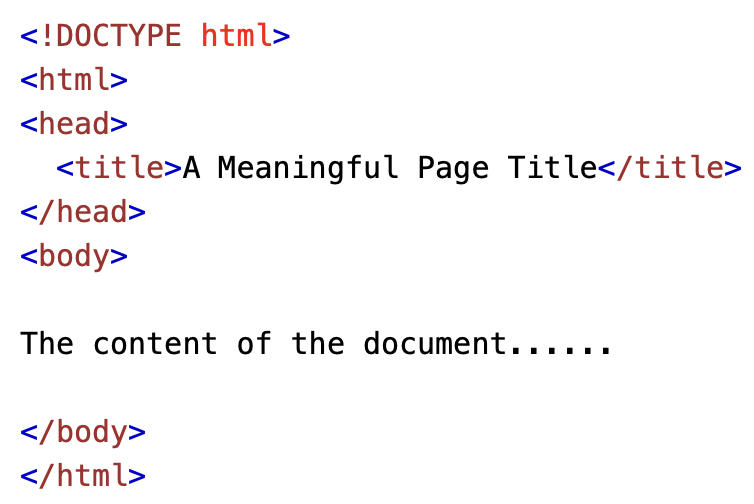 <!DOCTYPE html>
<html>
<head>
  <title>A Meaningful Page Title</title>
</head>
<body>

The content of the document......

</body>
</html>